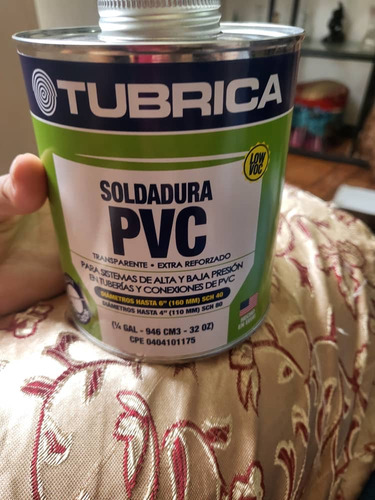 TUBRICA
LOW
VOC
SOLDADURA
PVC
TRANSPARENTE • EXTRA REFORZADO
PARA SISTEMAS DE ALTA Y BAJA PRESIÓN
EN TUBERÍAS Y CONEXIONES DE PVC
DIÁMETROS HASTA 6" (160 MM) SCH 40
DIÁMETROS HASTA 4" (110 MM) SCH 80
(¼ GAL - 946 CM3 - 32 OZ)
CPE 0404101175